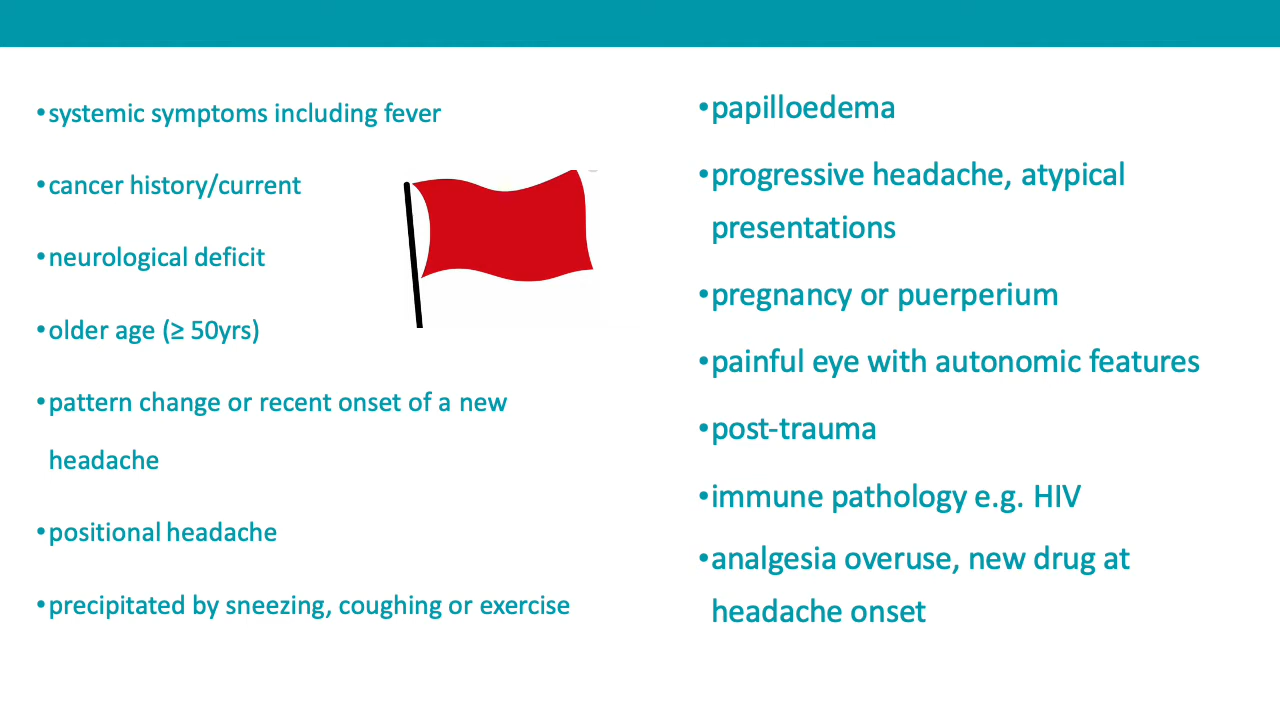 •systemic symptoms including fever
•cancer history/current
•neurological deficit
•older age (≥ 50yrs)
•pattern change or recent onset of a new
headache
•positional headache
•precipitated by sneezing, coughing or exercise
•papilloedema
•progressive headache, atypical
presentations
•pregnancy or puerperium
•painful eye with autonomic features
•post-trauma
•immune pathology e.g. HIV
•analgesia overuse, new drug at
headache onset